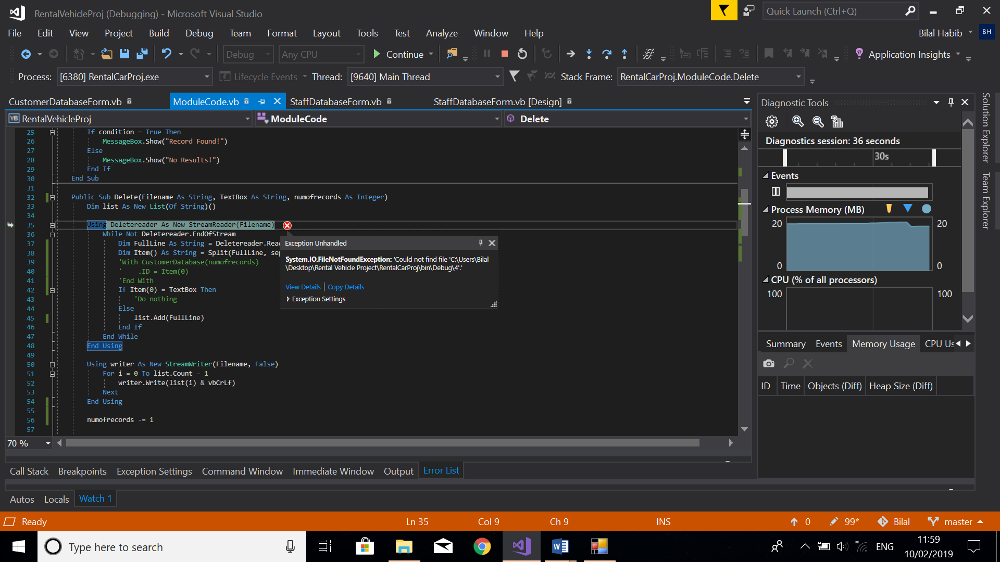 RentalVehicleProj (Debugging) - Microsoft Visual Studio
Quick Launch (Ctrl+Q)
File Edit View Project Build Debug Team Format Layout Tools Test Analyze Window Help
Bilal Habib BH
Debug Any CPU Continue Application Insights
Process: [6380] RentalCarProj.exe Lifecycle Events Thread: [9640] Main Thread Stack Frame: RentalCarProj.ModuleCode.Delete
CustomerDatabaseForm.vb ModuleCode.vb StaffDatabaseForm.vb StaffDatabaseForm.vb [Design]
VB RentalVehicleProj ModuleCode Delete
25 If condition = True Then
26 MessageBox.Show("Record Found!")
27 Else
28 MessageBox.Show("No Results!")
29 End If
30 End Sub
31
32 Public Sub Delete(Filename As String, TextBox As String, numofrecords As Integer)
33 Dim list As New List(Of String)()
34
35 Using Deletereader As New StreamReader(Filename)
36 While Not Deletereader.EndOfStream
37 Dim FullLine As String = Deletereader.Rea
38 Dim Item() As String = Split(FullLine, sep
39 'With CustomerDatabase(numofrecords)
40 ' .ID = Item(0)
41 'End With
42 If Item(0) = TextBox Then
43 'Do nothing
44 Else
45 list.Add(FullLine)
46 End If
47 End While
48 End Using
49
50 Using writer As New StreamWriter(Filename, False)
51 For i = 0 To list.Count - 1
52 writer.Write(list(i) & vbCrLf)
53 Next
54 End Using
55
56 numofrecords -= 1
57
Exception Unhandled
System.IO.FileNotFoundException: 'Could not find file 'C:\Users\Bilal
\Desktop\Rental Vehicle Project\RentalCarProj\bin\Debug\4'.'
View Details | Copy Details
Exception Settings
70 %
Diagnostic Tools
Diagnostics session: 36 seconds
30s
Events
Process Memory (MB)
20 20
0 0
CPU (% of all processors)
100 100
Summary Events Memory Usage CPU Us
ID Time Objects (Diff) Heap Size (Diff)
Solution Explorer
Team Explorer
Call Stack Breakpoints Exception Settings Command Window Immediate Window Output Error List
Autos Locals Watch 1
Ready Ln 35 Col 9 Ch 9 INS 0 99* Bilal master
Type here to search
ENG
11:59
10/02/2019